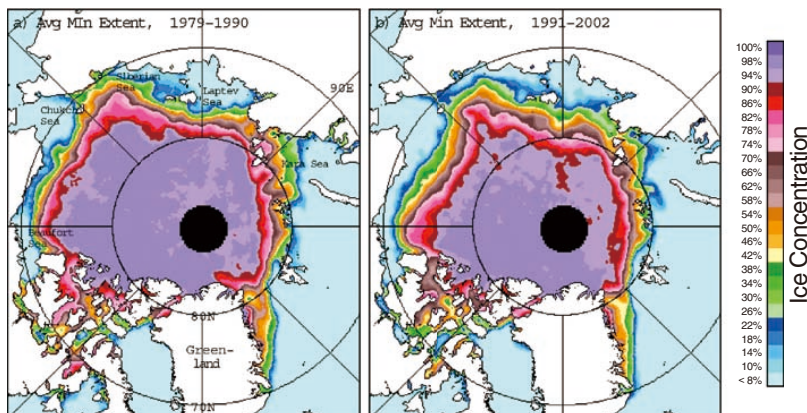 a) Avg MIn Extent, 1979–1990
Siberian
Sea
Laptev
Sea
Chukchi
Sea
Kara Sea
Beaufort
Sea
80N
Green-
land
70N
b) Avg Min Extent, 1991–2002
90E
100%
98%
94%
90%
86%
82%
78%
74%
70%
66%
62%
58%
54%
50%
46%
42%
38%
34%
30%
26%
22%
18%
14%
10%
< 8%
Ice Concentration